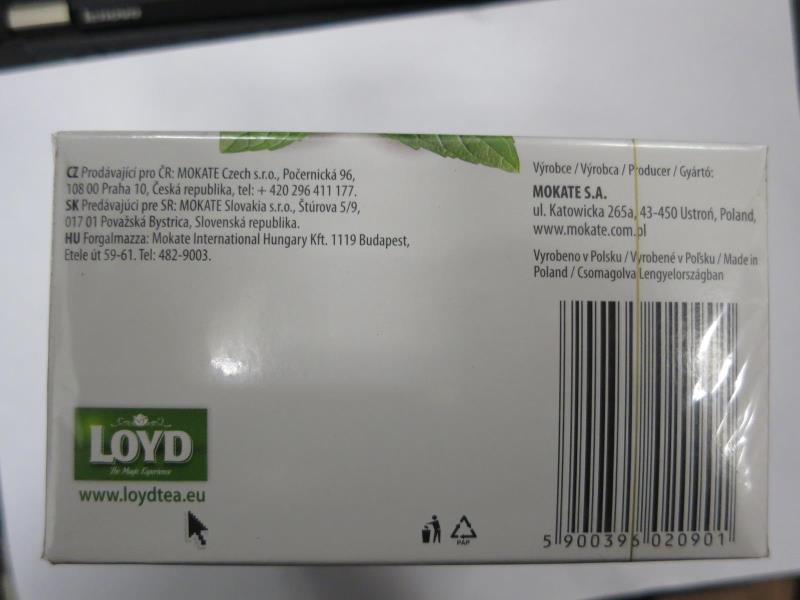 lenovo
CZ Prodávající pro ČR: MOKATE Czech s.r.o., Počernická 96,
108 00 Praha 10, Česká republika, tel: + 420 296 411 177.
SK Predávajúci pre SR: MOKATE Slovakia s.r.o., Štúrova 5/9,
017 01 Považská Bystrica, Slovenská republika.
HU Forgalmazza: Mokate International Hungary Kft. 1119 Budapest,
Etele út 59-61. Tel: 482-9003.
Výrobce / Výrobca / Producer / Gyártó:
MOKATE S.A.
ul. Katowicka 265a, 43-450 Ustroń, Poland,
www.mokate.com.pl
Vyrobeno v Polsku / Vyrobené v Poľsku / Made in
Poland / Csomagolva Lengyelországban
LOYD
The Magic Experience
www.loydtea.eu
PAP
5 900396 020901